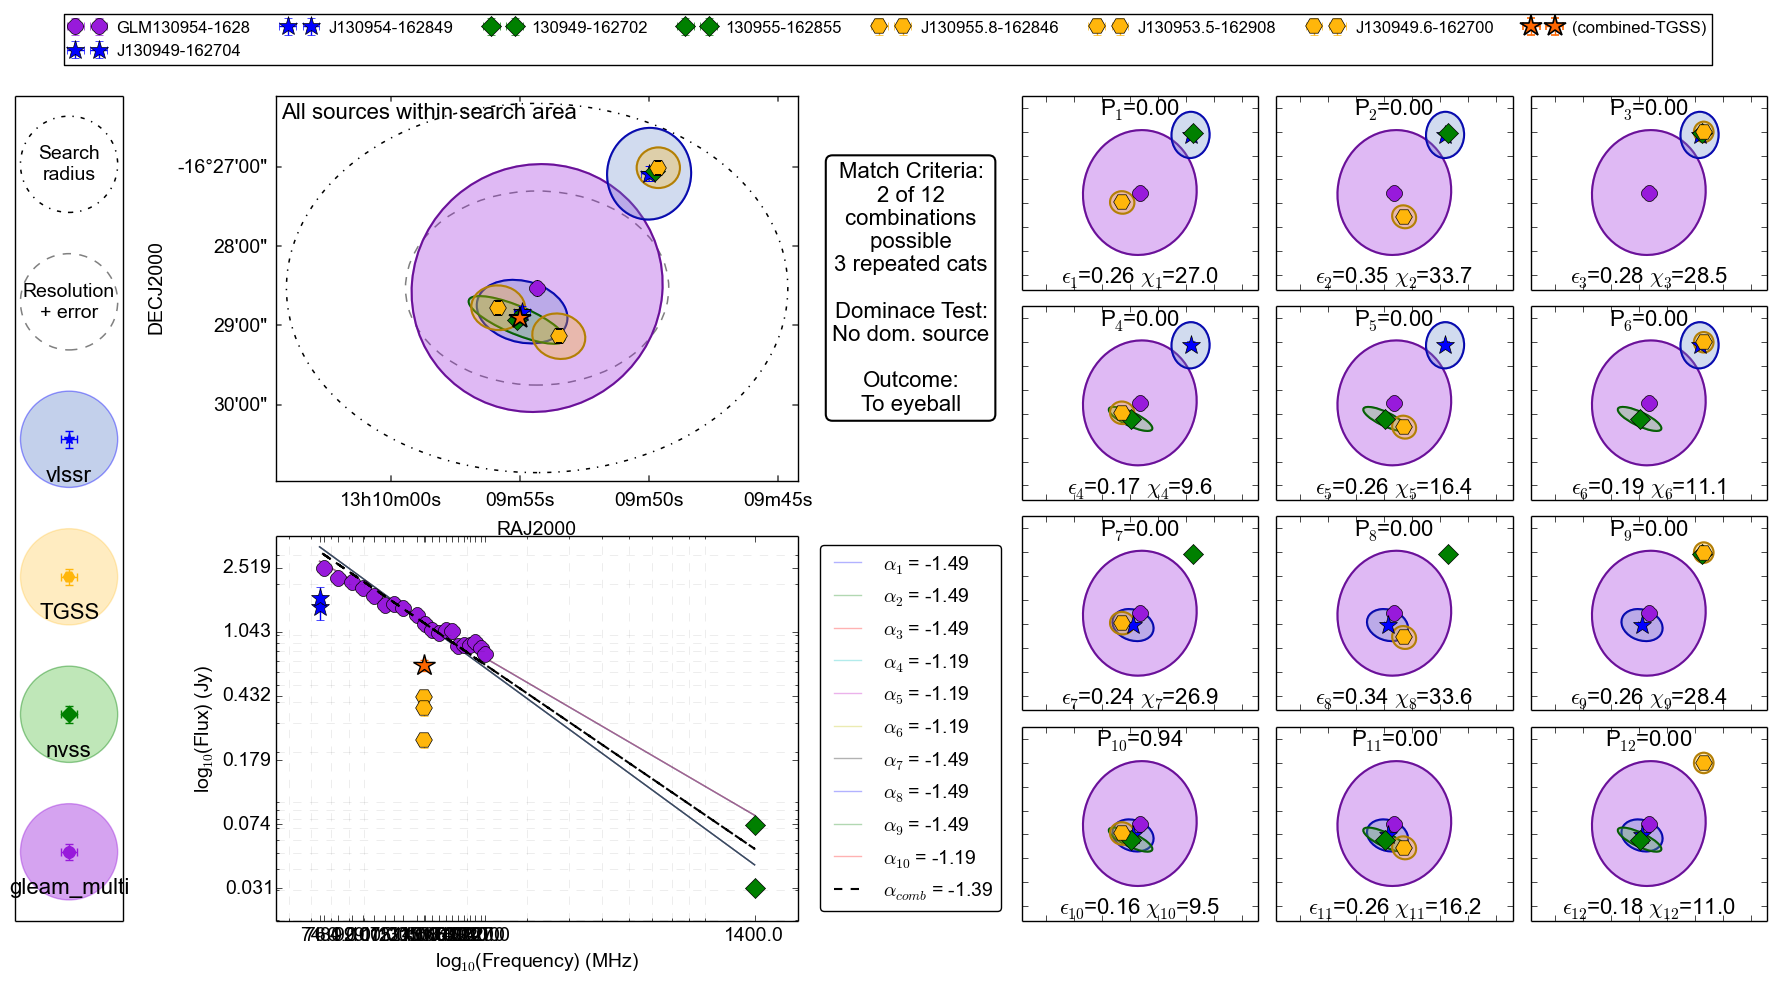 GLM130954-1628 J130954-162849 130949-162702 130955-162855 J130955.8-162846 J130953.5-162908 J130949.6-162700 (combined-TGSS)
J130949-162704
Search
radius
Resolution
+ error
vlssr
TGSS
nvss
gleam_multi
All sources within search area
DECJ2000
-16°27'00"
28'00"
29'00"
30'00"
13h10m00s 09m55s 09m50s 09m45s
RAJ2000
Match Criteria:
2 of 12
combinations
possible
3 repeated cats
Dominace Test:
No dom. source
Outcome:
To eyeball
log10(Flux) (Jy)
2.519
1.043
0.432
0.179
0.074
0.031
1400.0
log10(Frequency) (MHz)
α1 = -1.49
α2 = -1.49
α3 = -1.49
α4 = -1.19
α5 = -1.19
α6 = -1.19
α7 = -1.49
α8 = -1.49
α9 = -1.49
α10 = -1.19
αcomb = -1.39
P1=0.00
ϵ1=0.26 χ1=27.0
P2=0.00
ϵ2=0.35 χ2=33.7
P3=0.00
ϵ3=0.28 χ3=28.5
P4=0.00
ϵ4=0.17 χ4=9.6
P5=0.00
ϵ5=0.26 χ5=16.4
P6=0.00
ϵ6=0.19 χ6=11.1
P7=0.00
ϵ7=0.24 χ7=26.9
P8=0.00
ϵ8=0.34 χ8=33.6
P9=0.00
ϵ9=0.26 χ9=28.4
P10=0.94
ϵ10=0.16 χ10=9.5
P11=0.00
ϵ11=0.26 χ11=16.2
P12=0.00
ϵ12=0.18 χ12=11.0